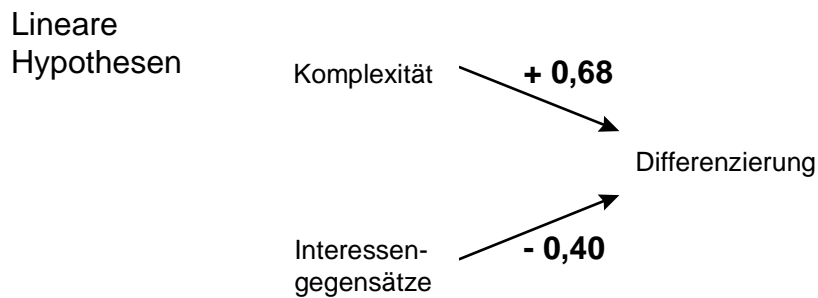 Lineare
Hypothesen
Komplexität
+ 0,68
Differenzierung
Interessen-
gegensätze
- 0,40